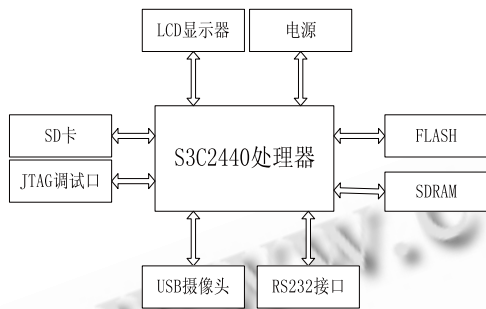 LCD显示器
电源
SD卡
S3C2440处理器
FLASH
JTAG调试口
SDRAM
USB摄像头
RS232接口